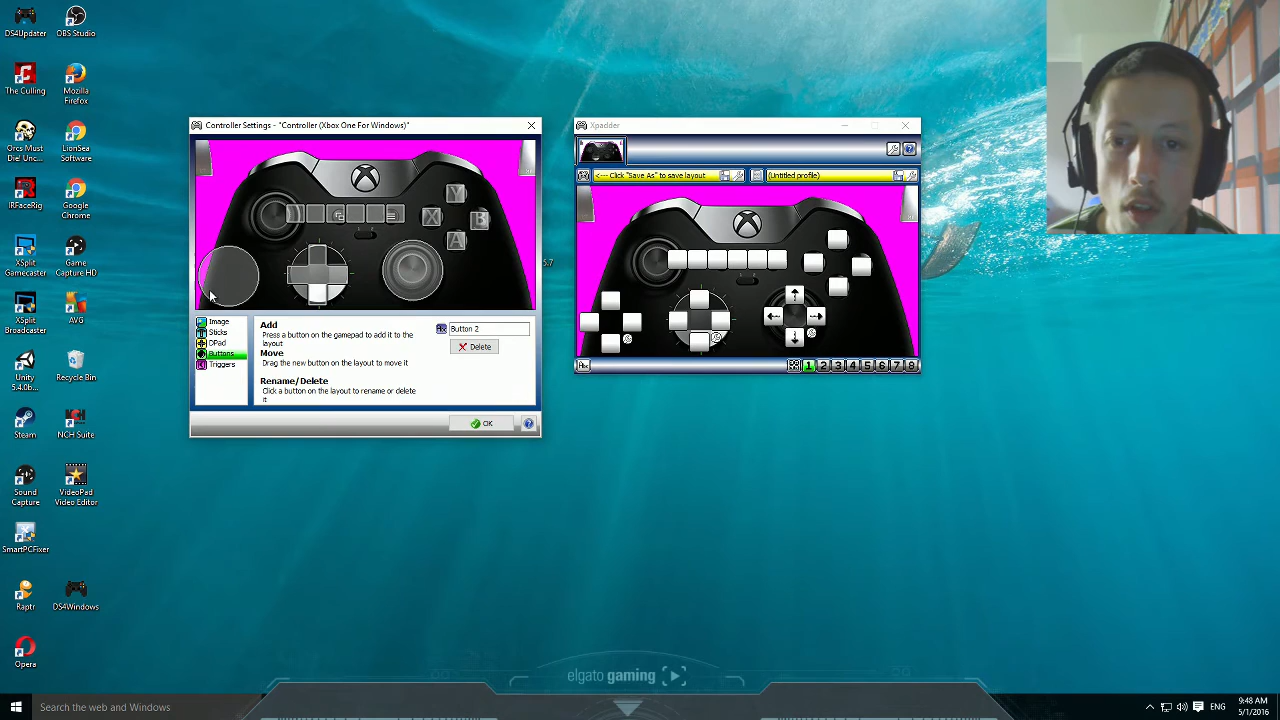 DS4Updater
OBS Studio
The Culling
Mozilla
Firefox
Orcs Must
Die! Unc...
LionSea
Software
IRFaceRig
Google
Chrome
XSplit
Gamecaster
Game
Capture HD
XSplit
Broadcaster
AVG
Unity
5.4.0b...
Recycle Bin
Steam
NCH Suite
Sound
Capture
VideoPad
Video Editor
SmartPCFixer
Raptr
DS4Windows
Opera
Controller Settings - "Controller (Xbox One For Windows)"
Y
X
B
A
Image
Sticks
DPad
Buttons
Triggers
Add
Press a button on the gamepad to add it to the
layout
Move
Drag the new button on the layout to move it
Rename/Delete
Click a button on the layout to rename or delete
it
Button 2
Delete
OK
5.7
Xpadder
<--- Click "Save As" to save layout
(Untitled profile)
Abc
1 2 3 4 5 6 7 8
elgato gaming
Search the web and Windows
ENG
9:48 AM
5/1/2016